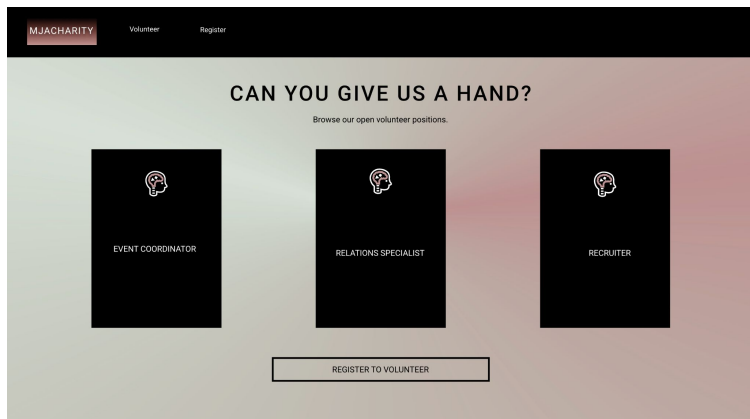 MJACHARITY
Volunteer
Register
CAN YOU GIVE US A HAND?
Browse our open volunteer positions.
EVENT COORDINATOR
RELATIONS SPECIALIST
RECRUITER
REGISTER TO VOLUNTEER